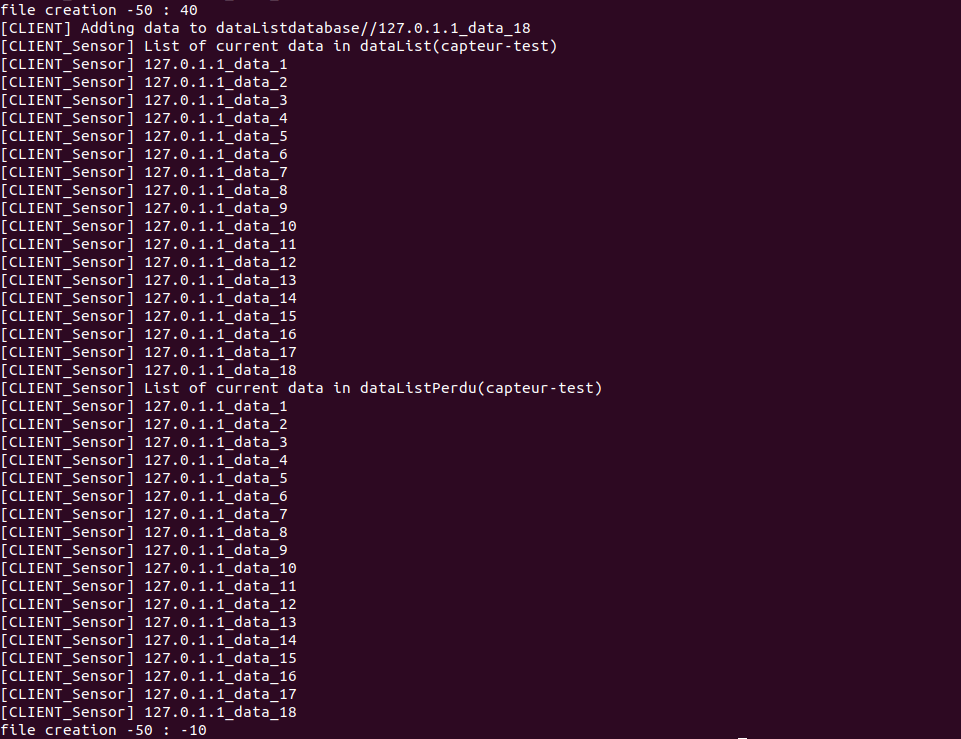 file creation -50 : 40
[CLIENT] Adding data to dataListdatabase//127.0.1.1_data_18
[CLIENT_Sensor] List of current data in dataList(capteur-test)
[CLIENT_Sensor] 127.0.1.1_data_1
[CLIENT_Sensor] 127.0.1.1_data_2
[CLIENT_Sensor] 127.0.1.1_data_3
[CLIENT_Sensor] 127.0.1.1_data_4
[CLIENT_Sensor] 127.0.1.1_data_5
[CLIENT_Sensor] 127.0.1.1_data_6
[CLIENT_Sensor] 127.0.1.1_data_7
[CLIENT_Sensor] 127.0.1.1_data_8
[CLIENT_Sensor] 127.0.1.1_data_9
[CLIENT_Sensor] 127.0.1.1_data_10
[CLIENT_Sensor] 127.0.1.1_data_11
[CLIENT_Sensor] 127.0.1.1_data_12
[CLIENT_Sensor] 127.0.1.1_data_13
[CLIENT_Sensor] 127.0.1.1_data_14
[CLIENT_Sensor] 127.0.1.1_data_15
[CLIENT_Sensor] 127.0.1.1_data_16
[CLIENT_Sensor] 127.0.1.1_data_17
[CLIENT_Sensor] 127.0.1.1_data_18
[CLIENT_Sensor] List of current data in dataListPerdu(capteur-test)
[CLIENT_Sensor] 127.0.1.1_data_1
[CLIENT_Sensor] 127.0.1.1_data_2
[CLIENT_Sensor] 127.0.1.1_data_3
[CLIENT_Sensor] 127.0.1.1_data_4
[CLIENT_Sensor] 127.0.1.1_data_5
[CLIENT_Sensor] 127.0.1.1_data_6
[CLIENT_Sensor] 127.0.1.1_data_7
[CLIENT_Sensor] 127.0.1.1_data_8
[CLIENT_Sensor] 127.0.1.1_data_9
[CLIENT_Sensor] 127.0.1.1_data_10
[CLIENT_Sensor] 127.0.1.1_data_11
[CLIENT_Sensor] 127.0.1.1_data_12
[CLIENT_Sensor] 127.0.1.1_data_13
[CLIENT_Sensor] 127.0.1.1_data_14
[CLIENT_Sensor] 127.0.1.1_data_15
[CLIENT_Sensor] 127.0.1.1_data_16
[CLIENT_Sensor] 127.0.1.1_data_17
[CLIENT_Sensor] 127.0.1.1_data_18
file creation -50 : -10